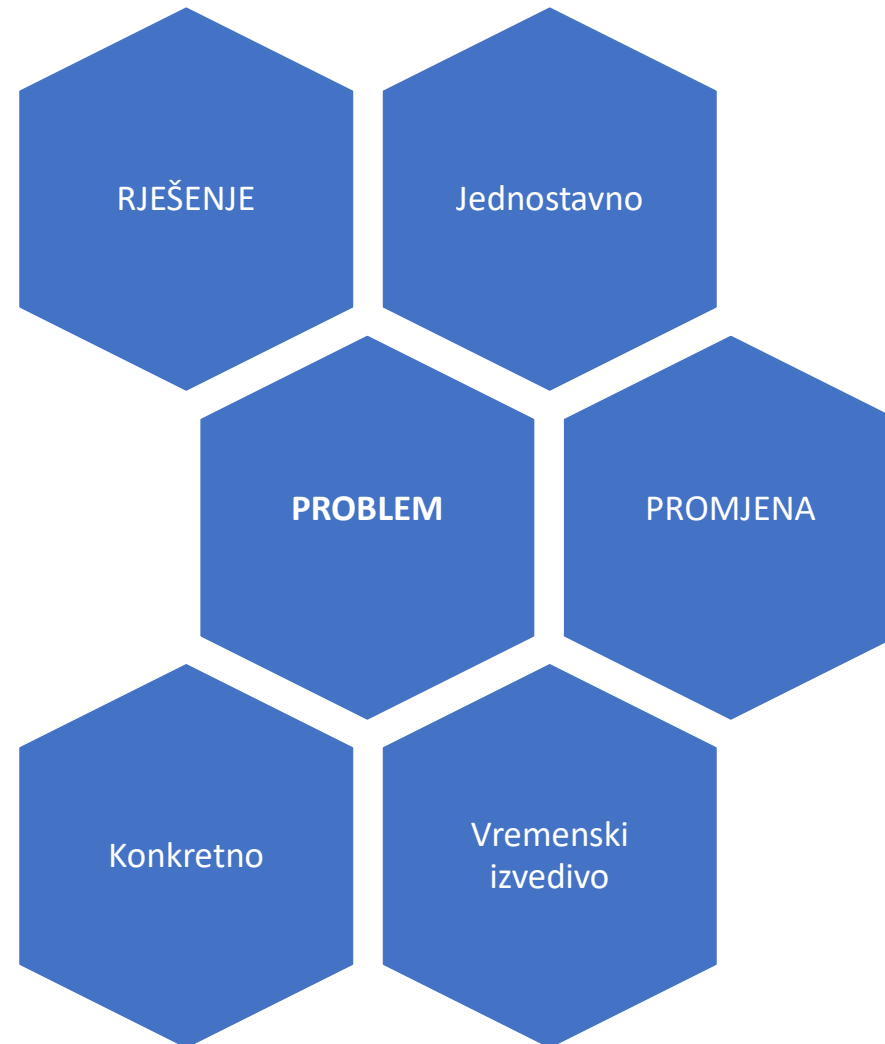 RJEŠENJE
Jednostavno
PROBLEM
PROMJENA
Konkretno
Vremenski
izvedivo